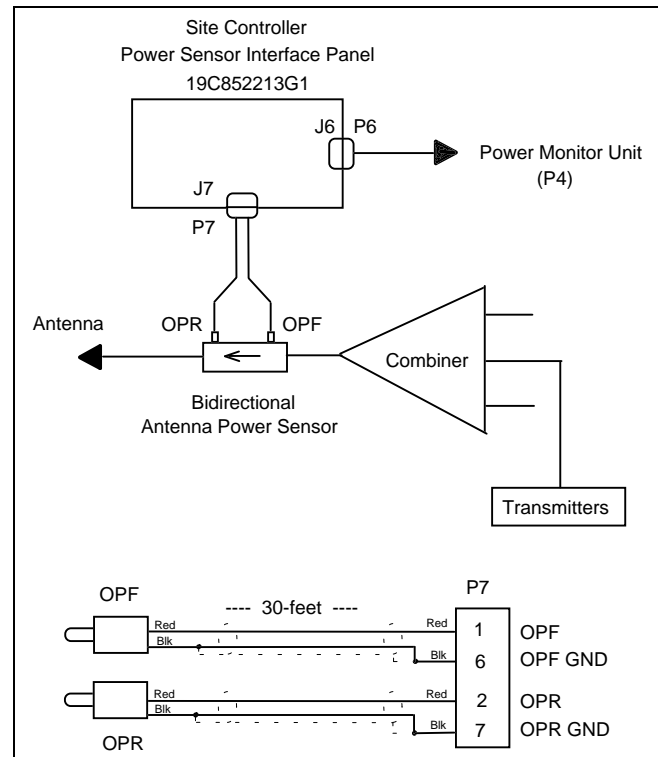 Site Controller
Power Sensor Interface Panel
19C852213G1
J6 P6
Power Monitor Unit
(P4)
J7
P7
Antenna
OPR OPF
Combiner
Bidirectional
Antenna Power Sensor
Transmitters
OPF
---- 30-feet ----
P7
Red Red 1 OPF
Blk Blk 6 OPF GND
Red Red 2 OPR
Blk Blk 7 OPR GND
OPR